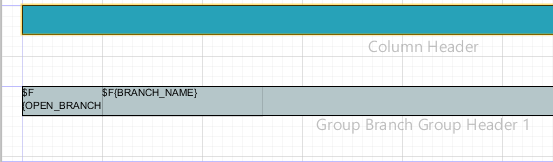 Column Header
$F $F{BRANCH_NAME}
{OPEN_BRANCH
Group Branch Group Header 1